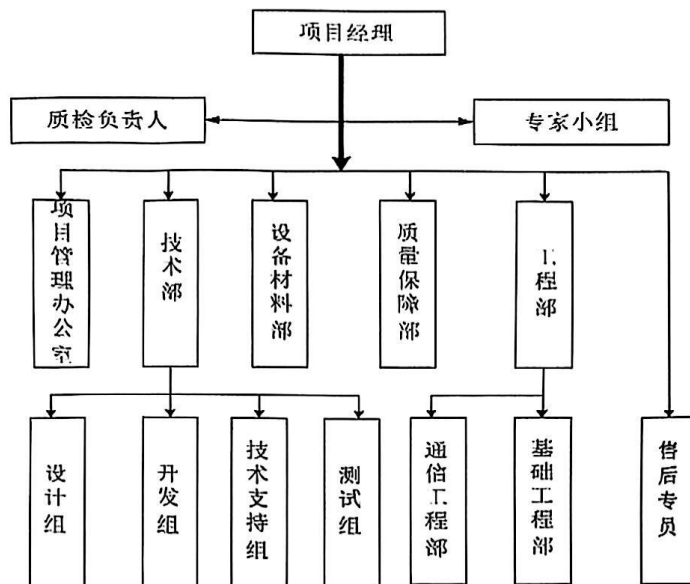 项目经理
质检负责人
专家小组
项目管理办公室
技术部
设备材料部
质量保障部
工程部
设计组
开发组
技术支持组
测试组
通信工程部
基础工程部
售后专员